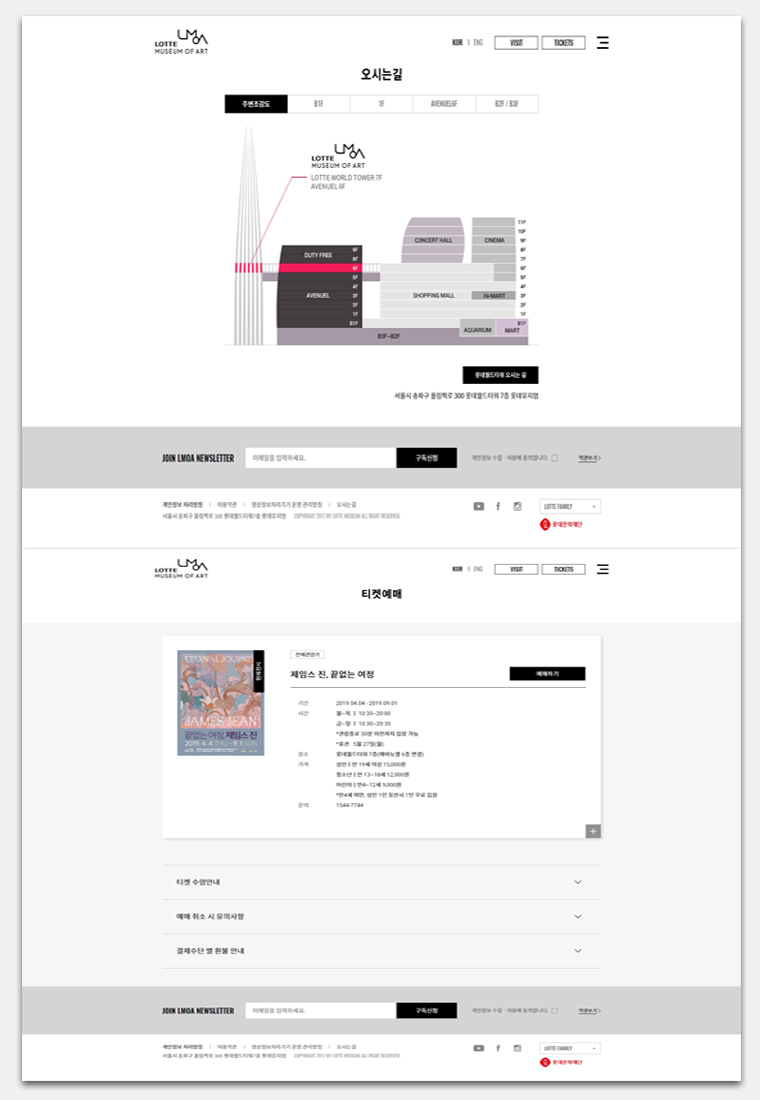 LMOA
LOTTE
MUSEUM OF ART
KOR | ENG VISIT TICKETS
오시는길
주변조감도 B1F 1F AVENUEL6F B2F / B3F
LMOA
LOTTE
MUSEUM OF ART
LOTTE WORLD TOWER 7F
AVENUEL 6F
11F
10F
CONCERT HALL CINEMA 9F
8F
7F
6F
5F
4F
3F
2F
1F
B1F
DUTY FREE
9F
8F
6F
5F
4F
AVENUEL 3F
2F
1F
B1F
SHOPPING MALL HI-MART
AQUARIUM MART
B3F~B2F
롯데월드타워 오시는 길
서울시 송파구 올림픽로 300 롯데월드타워 7층 롯데뮤지엄
JOIN LMOA NEWSLETTER 이메일을 입력하세요. 구독신청 개인정보 수집·이용에 동의합니다. 약관보기 >
개인정보 처리방침 | 이용약관 | 영상정보처리기기 운영 관리방침 | 오시는길
서울시 송파구 올림픽로 300 롯데월드타워7층 롯데뮤지엄 COPYRIGHT 2017 BY LOTTE MUSEUM ALL RIGHT RESERVED
LOTTE FAMILY
롯데문화재단
LMOA
LOTTE
MUSEUM OF ART
KOR | ENG VISIT TICKETS
티켓예매
ETERNAL JOURNEY
현재전시
JAMES JEAN
끝없는 여정, 제임스 진
2019. 4. 4 THU - 9. 1 SUN
전체관람가
제임스 진, 끝없는 여정
예매하기
기간 2019.04.04 - 2019.09.01
시간 월~목 | 10:30~20:00
금~일 | 10:30~20:30
*관람종료 30분 이전까지 입장 가능
*휴관 : 5월 27일(월)
장소 롯데월드타워 7층(에비뉴엘 6층 연결)
가격 성인 | 만 19세 이상 15,000원
청소년 | 만 13~18세 12,000원
어린이 | 만4~12세 9,000원
*만4세 미만, 성인 1인 동반시 1인 무료 입장
문의 1544-7744
+
티켓 수령안내
예매 취소 시 유의사항
결제수단 별 환불 안내
JOIN LMOA NEWSLETTER 이메일을 입력하세요. 구독신청 개인정보 수집·이용에 동의합니다. 약관보기 >
개인정보 처리방침 | 이용약관 | 영상정보처리기기 운영 관리방침 | 오시는길
서울시 송파구 올림픽로 300 롯데월드타워7층 롯데뮤지엄 COPYRIGHT 2017 BY LOTTE MUSEUM ALL RIGHT RESERVED
LOTTE FAMILY
롯데문화재단